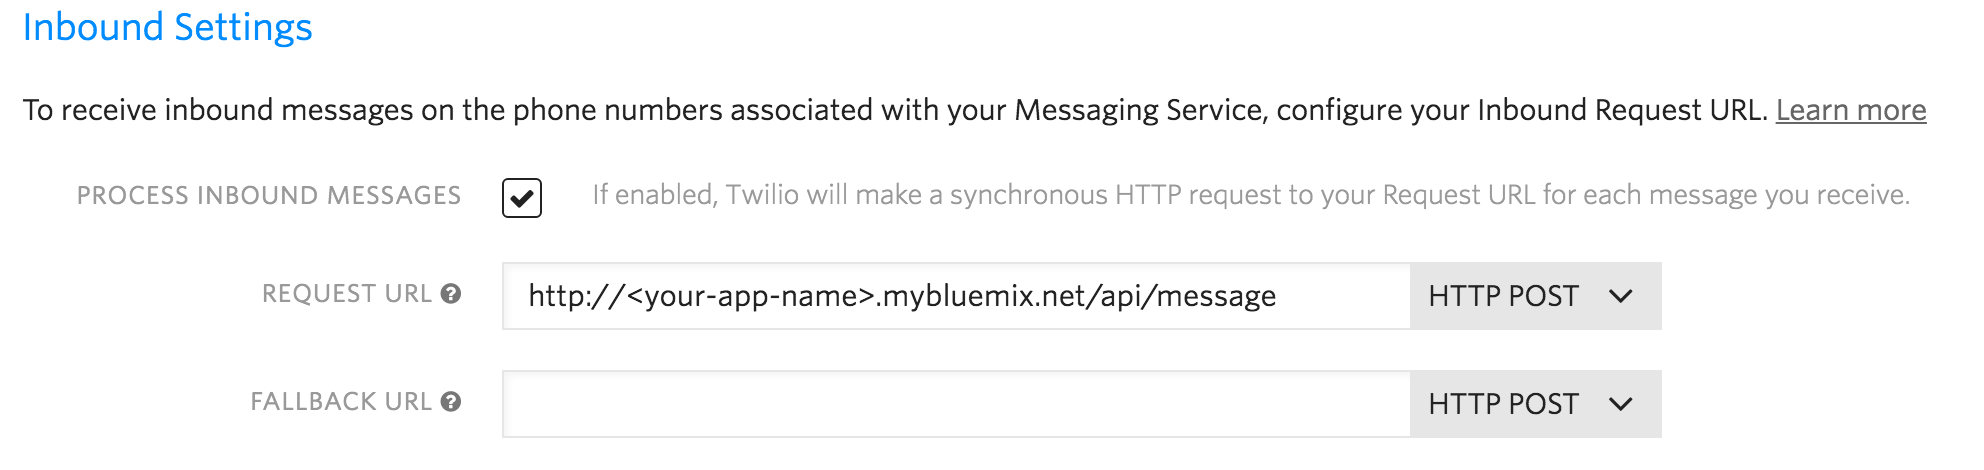 Inbound Settings
To receive inbound messages on the phone numbers associated with your Messaging Service, configure your Inbound Request URL. Learn more
PROCESS INBOUND MESSAGES If enabled, Twilio will make a synchronous HTTP request to your Request URL for each message you receive.
REQUEST URL ? http://<your-app-name>.mybluemix.net/api/message HTTP POST
FALLBACK URL ? HTTP POST